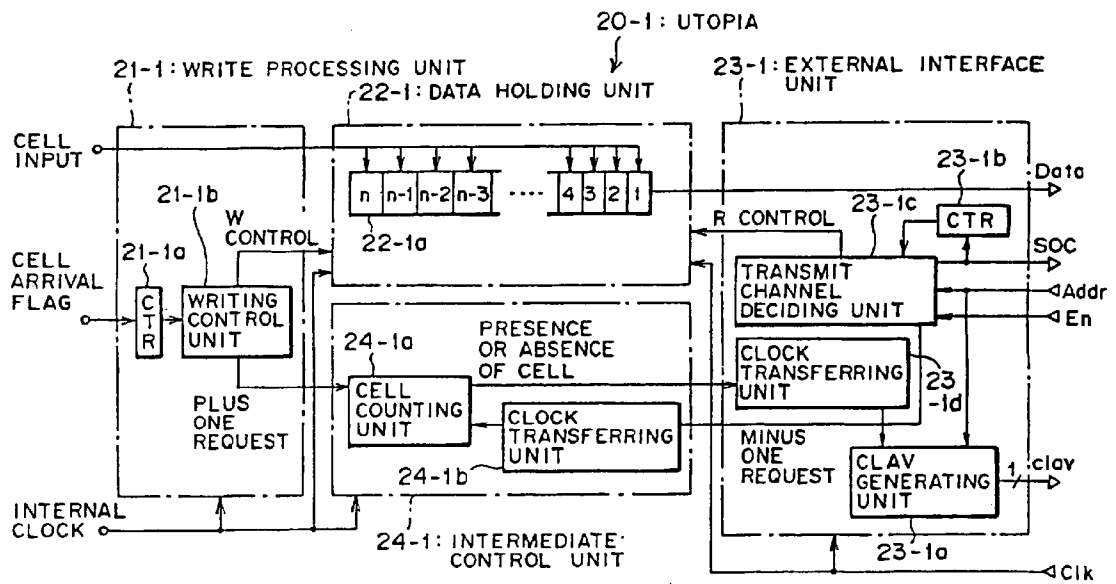 20-1: UTOPIA
21-1: WRITE PROCESSING UNIT
22-1: DATA HOLDING UNIT
23-1: EXTERNAL INTERFACE
UNIT
CELL
INPUT
n n-1 n-2 n-3 ····· 4 3 2 1
22-1a
Data
23-1b
CTR
23-1c
R CONTROL
SOC
21-1b
W
CONTROL
21-1a
CELL
ARRIVAL
FLAG
C
T
R
WRITING
CONTROL
UNIT
TRANSMIT
CHANNEL
DECIDING UNIT
Addr
En
24-1a
PRESENCE
OR ABSENCE
OF CELL
CLOCK
TRANSFERRING
UNIT
23
-1d
PLUS
ONE
REQUEST
CELL
COUNTING
UNIT
CLOCK
TRANSFERRING
UNIT
24-1b
MINUS
ONE
REQUEST
CLAV
GENERATING
UNIT
1
clav
23-1a
INTERNAL
CLOCK
24-1: INTERMEDIATE
CONTROL UNIT
Clk